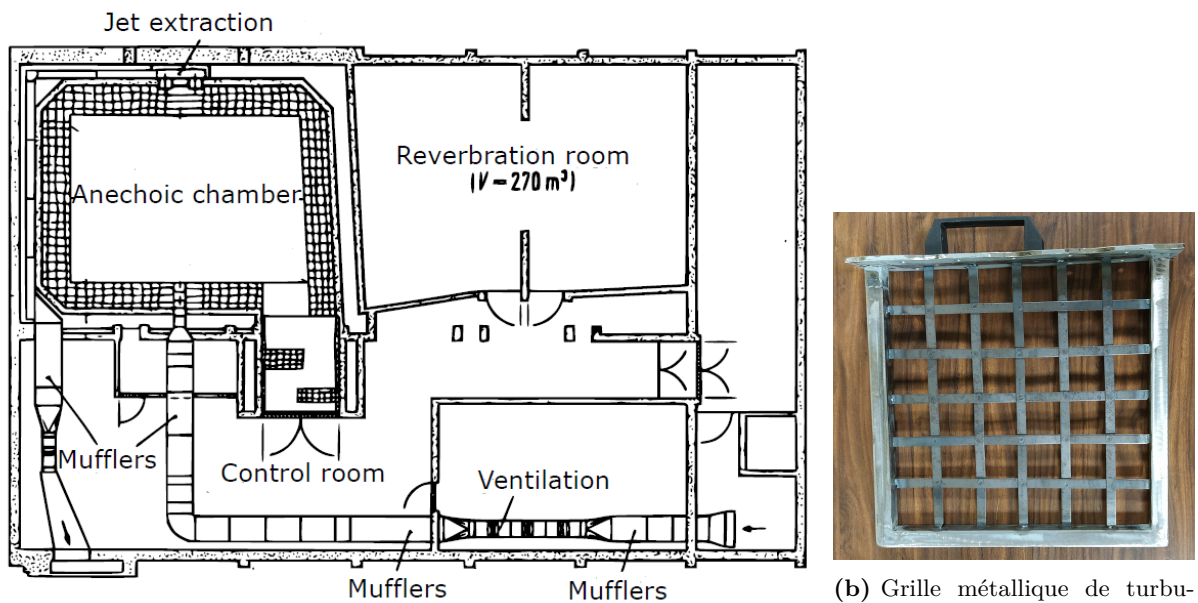 Jet extraction
Anechoic chamber
Reverbration room
(V - 270 m³)
Mufflers
Control room
Ventilation
Mufflers
Mufflers
(b) Grille métallique de turbu-